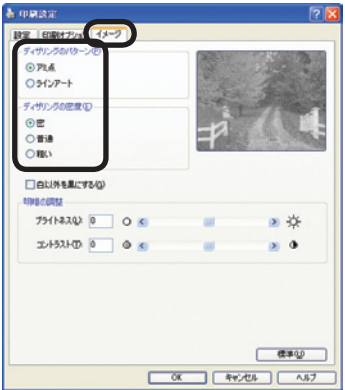 印刷設定
設定 印刷オプション イメージ
ディザリングのパターン(P)
アミ点
ラインアート
ディザリングの密度(E)
密
普通
粗い
白以外を黒にする(Q)
明暗の調整
ブライトネス(L) 0
コントラスト(T) 0
標準(U)
OK キャンセル ヘルプ